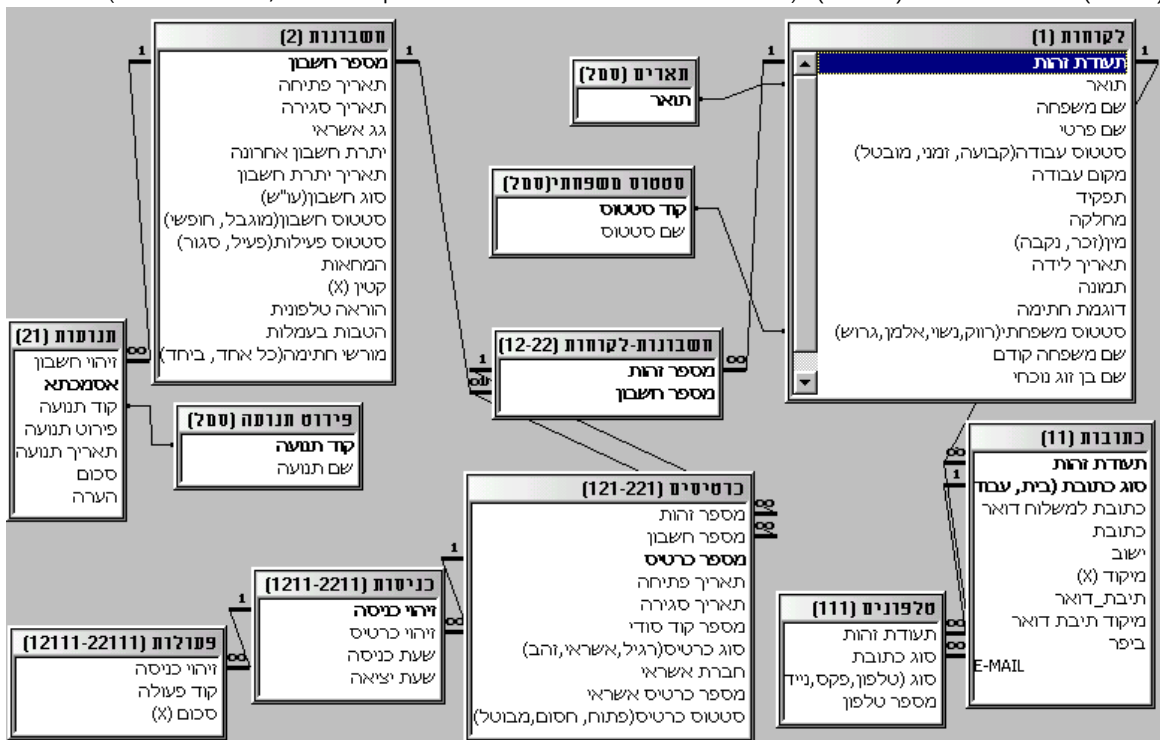 לקוחות (1)
תעודת זהות
תואר
שם משפחה
שם פרטי
סטטוס עבודה(קבועה, זמני, מובטל)
מקום עבודה
תפקיד
מחלקה
מין(זכר, נקבה)
תאריך לידה
תמונה
דוגמת חתימה
סטטוס משפחתי(רווק,נשוי,אלמן,גרוש)
שם משפחה קודם
שם בן זוג נוכחי
תארים (סמל)
תואר
סטטוס משפחתי(סמל)
קוד סטטוס
שם סטטוס
חשבונות (2)
מספר חשבון
תאריך פתיחה
תאריך סגירה
גג אשראי
יתרת חשבון אחרונה
תאריך יתרת חשבון
סוג חשבון(עו"ש)
סטטוס חשבון(מוגבל, חופשי)
סטטוס פעילות(פעיל, סגור)
המחאות
קטין (X)
הוראה טלפונית
הטבות בעמלות
מורשי חתימה(כל אחד, ביחד)
חשבונות-לקוחות (12-22)
מספר זהות
מספר חשבון
תנועות (21)
זיהוי חשבון
אסמכתא
קוד תנועה
פירוט תנועה
תאריך תנועה
סכום
הערה
פירוט תנועה (סמל)
קוד תנועה
שם תנועה
כתובות (11)
תעודת זהות
סוג כתובת (בית, עבוד
כתובת למשלוח דואר
כתובת
ישוב
מיקוד (X)
תיבת_דואר
מיקוד תיבת דואר
ביפר
E-MAIL
טלפונים (111)
תעודת זהות
סוג כתובת
סוג (טלפון,פקס,נייד
מספר טלפון
כרטיסים (121-221)
מספר זהות
מספר חשבון
מספר כרטיס
תאריך פתיחה
תאריך סגירה
מספר קוד סודי
סוג כרטיס(רגיל,אשראי,זהב)
חברת אשראי
מספר כרטיס אשראי
סטטוס כרטיס(פתוח, חסום,מבוטל)
כניסות (1211-2211)
זיהוי כניסה
זיהוי כרטיס
שעת כניסה
שעת יציאה
פעולות (12111-22111)
זיהוי כניסה
קוד פעולה
סכום (X)